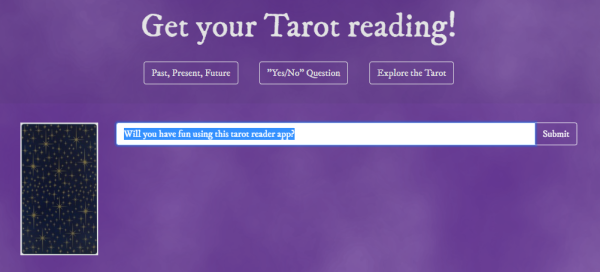 Get your Tarot reading!
Past, Present, Future
"Yes/No" Question
Explore the Tarot
Will you have fun using this tarot reader app?
Submit